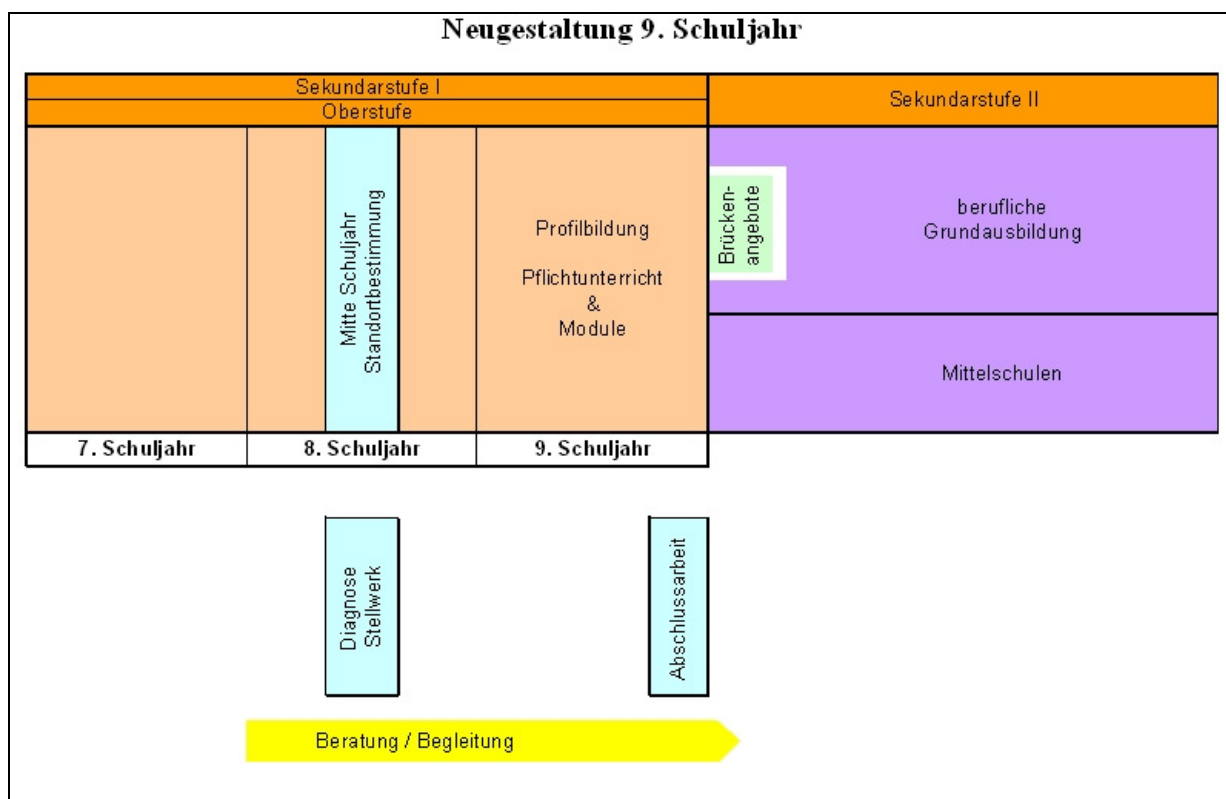 Neugestaltung 9. Schuljahr
Sekundarstufe I
Oberstufe
Sekundarstufe II
Mitte Schuljahr
Standortbestimmung
Profilbildung
Pflichtunterricht
&
Module
Brücken-
angebote
berufliche
Grundausbildung
Mittelschulen
7. Schuljahr
8. Schuljahr
9. Schuljahr
Diagnose
Stellwerk
Abschlussarbeit
Beratung / Begleitung